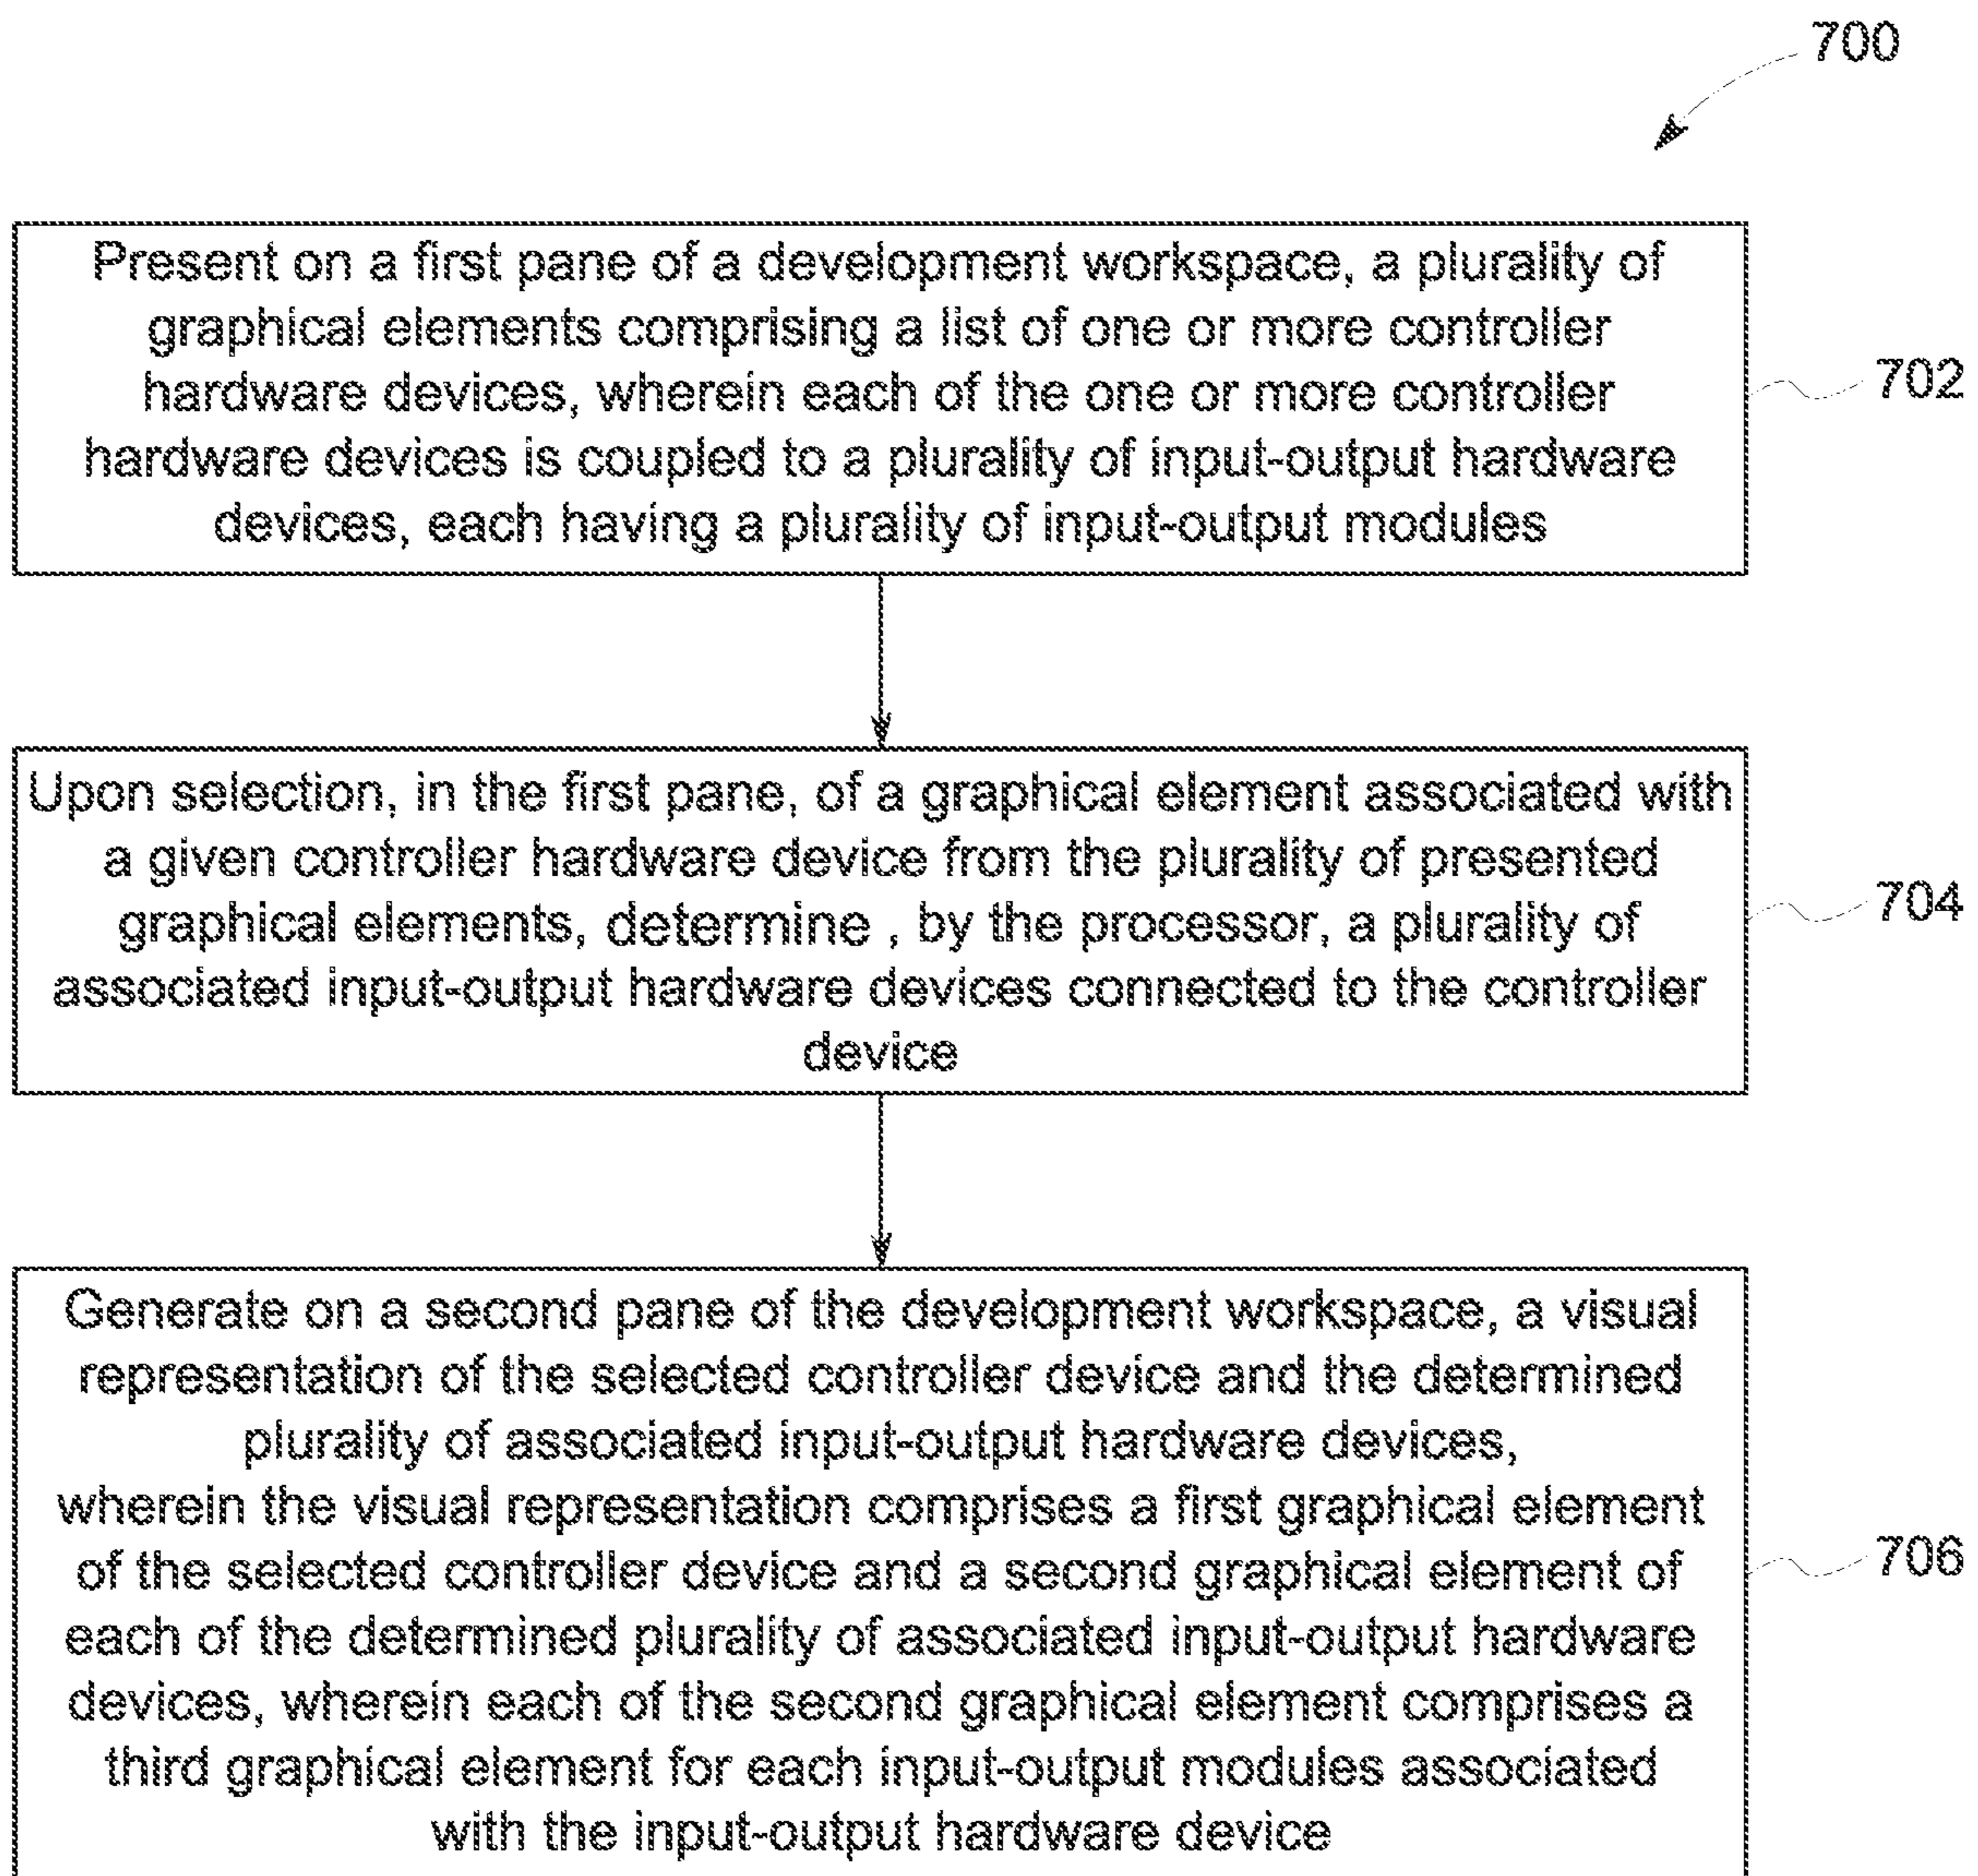 700
Present on a first pane of a development workspace, a plurality of
graphical elements comprising a list of one or more controller
hardware devices, wherein each of the one or more controller
hardware devices is coupled to a plurality of input-output hardware
devices, each having a plurality of input-output modules
702
Upon selection, in the first pane, of a graphical element associated with
a given controller hardware device from the plurality of presented
graphical elements, determine , by the processor, a plurality of
associated input-output hardware devices connected to the controller
device
704
Generate on a second pane of the development workspace, a visual
representation of the selected controller device and the determined
plurality of associated input-output hardware devices,
wherein the visual representation comprises a first graphical element
of the selected controller device and a second graphical element of
each of the determined plurality of associated input-output hardware
devices, wherein each of the second graphical element comprises a
third graphical element for each input-output modules associated
with the input-output hardware device
706